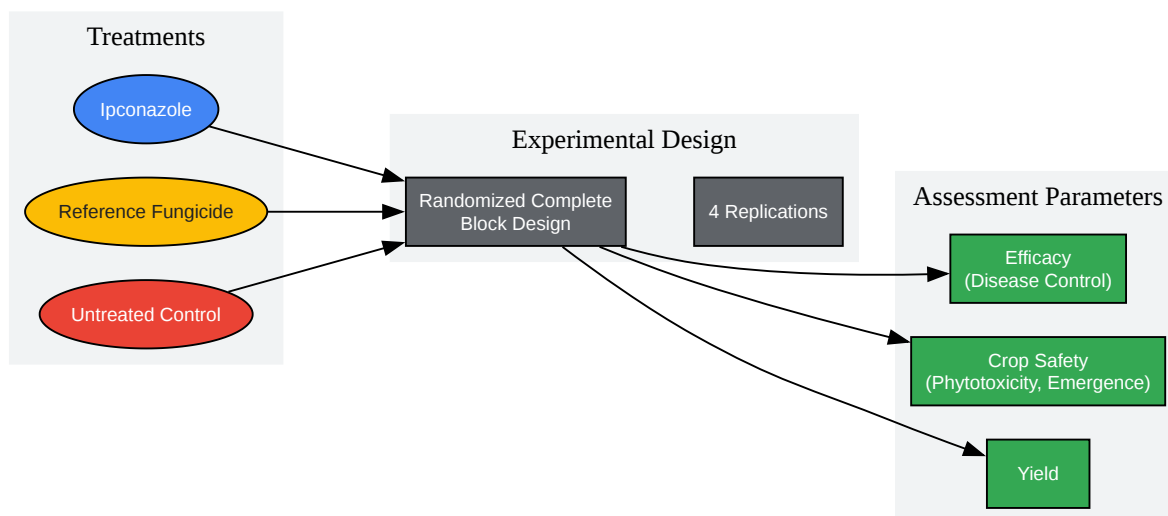 Treatments
Ipconazole
Reference Fungicide
Untreated Control
Experimental Design
Randomized Complete
Block Design
4 Replications
Assessment Parameters
Efficacy
(Disease Control)
Crop Safety
(Phytotoxicity, Emergence)
Yield